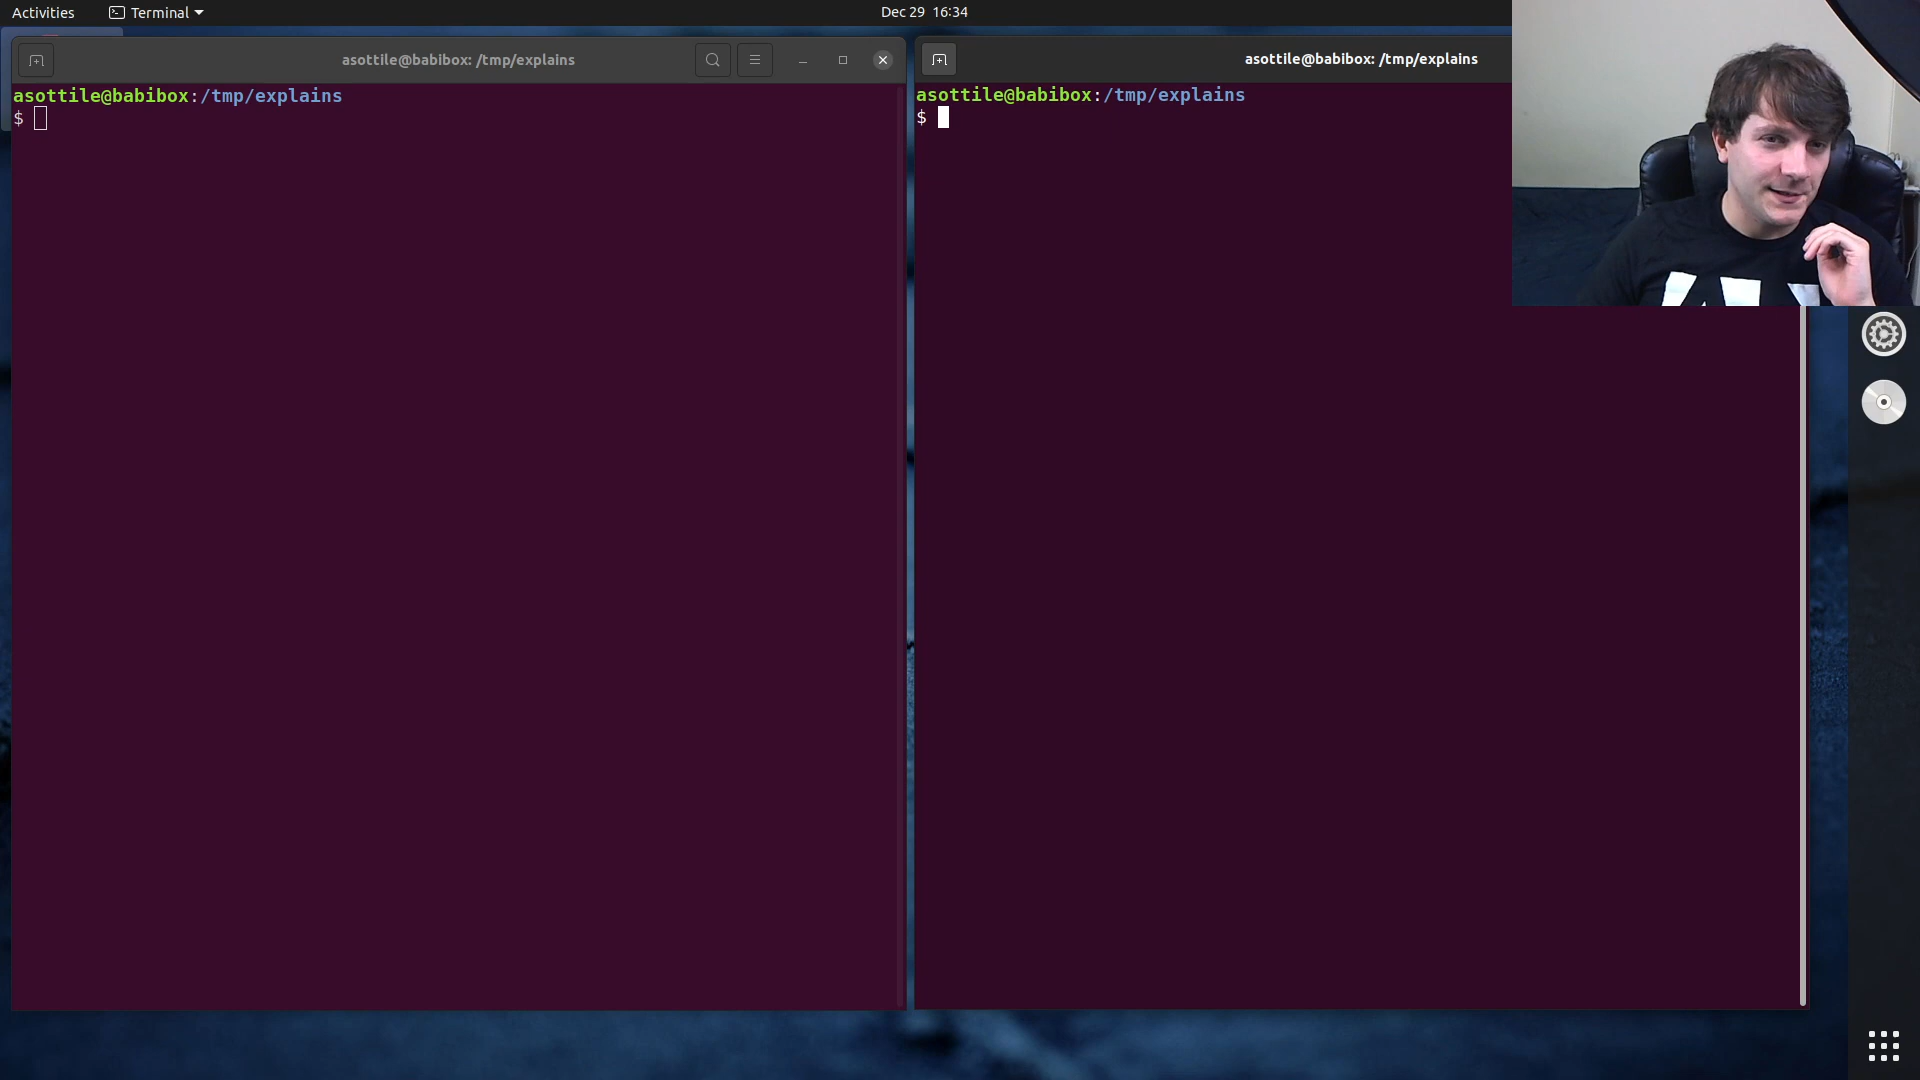 Activities
Terminal
Dec 29 16:34
asottile@babibox: /tmp/explains
asottile@babibox:/tmp/explains
$
asottile@babibox: /tmp/explains
asottile@babibox:/tmp/explains
$